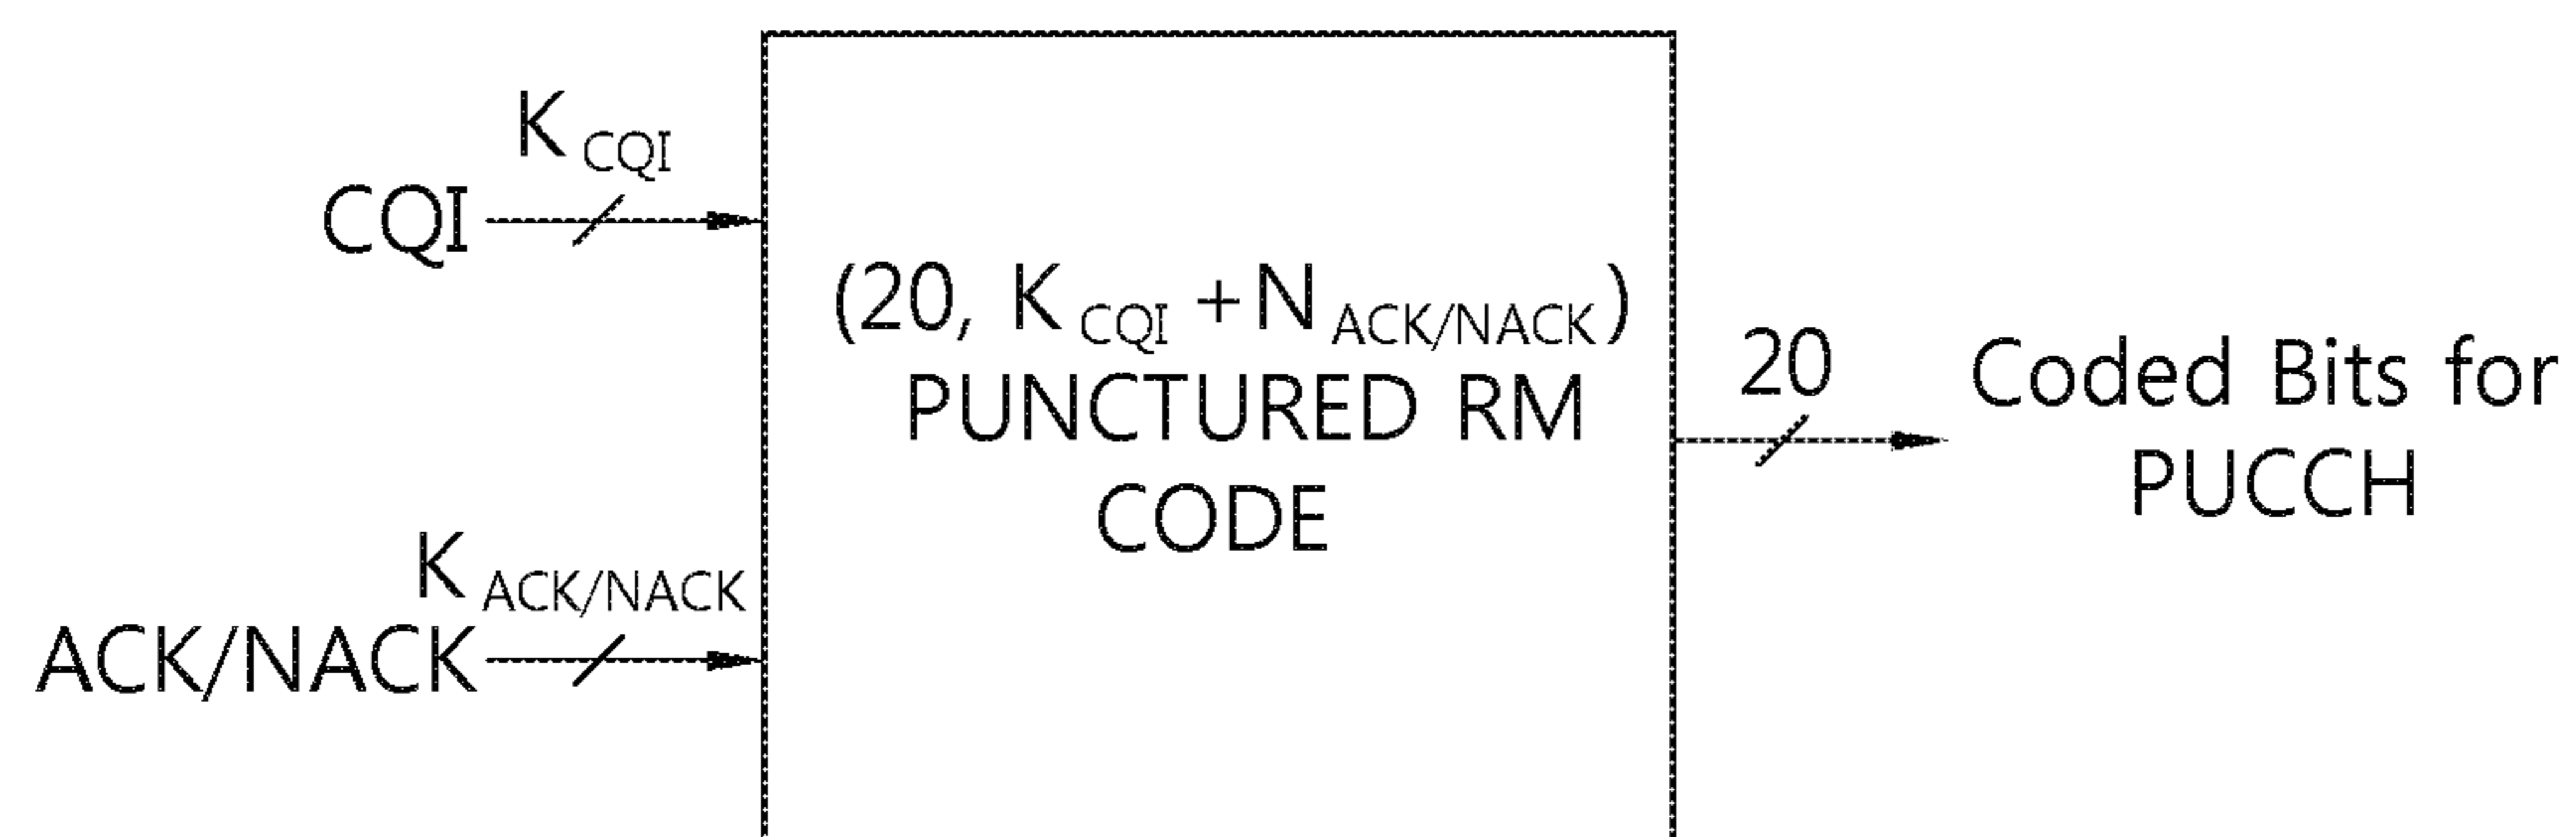 K CQI
CQI
(20, K CQI + N ACK/NACK)
PUNCTURED RM
CODE
K ACK/NACK
ACK/NACK
20
Coded Bits for
PUCCH